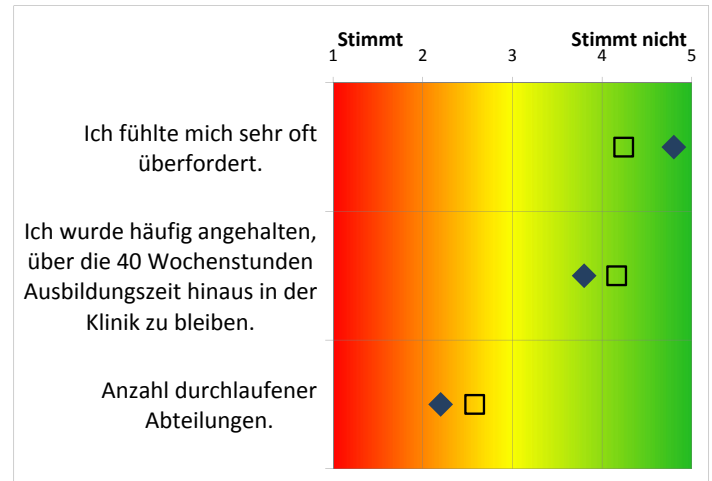 Stimmt Stimmt nicht
1 2 3 4 5
Ich fühlte mich sehr oft
überfordert.
Ich wurde häufig angehalten,
über die 40 Wochenstunden
Ausbildungszeit hinaus in der
Klinik zu bleiben.
Anzahl durchlaufener
Abteilungen.